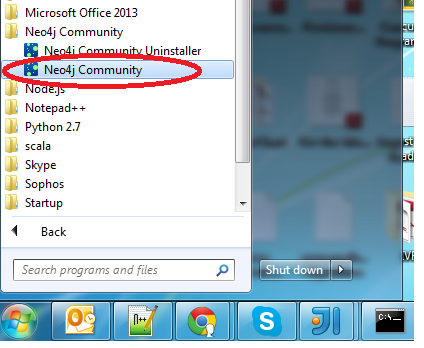 Microsoft Office 2013
Neo4j Community
Neo4j Community Uninstaller
Neo4j Community
Node.js
Notepad++
Python 2.7
scala
Skype
Sophos
Startup
Back
Search programs and files
Shut down
N++
C:\_